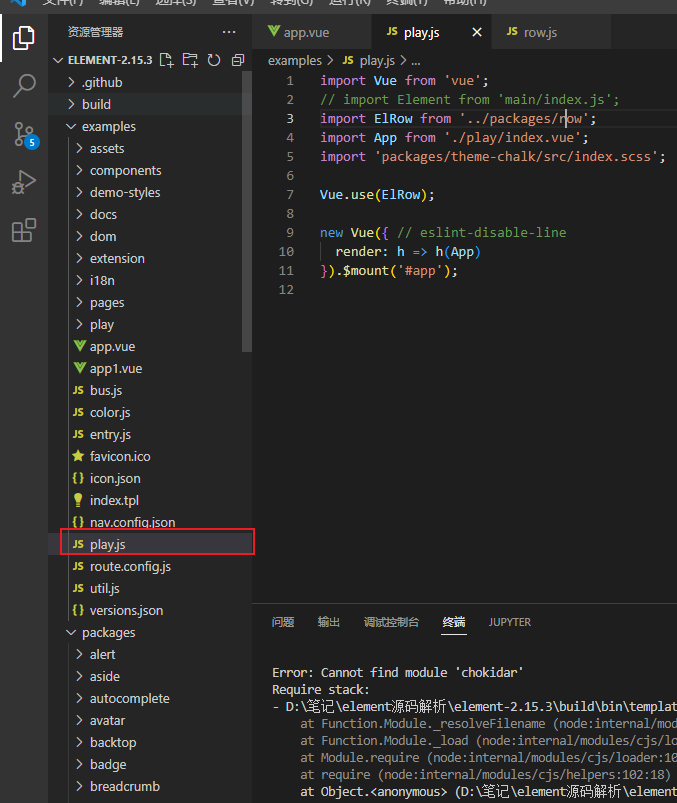 文件(F) 编辑(E) 选择(S) 查看(V) 转到(G) 运行(R) 终端(T) 帮助(H)
资源管理器 ···
ELEMENT-2.15.3
.github
build
examples
assets
components
demo-styles
docs
dom
extension
i18n
pages
play
app.vue
app1.vue
JS bus.js
JS color.js
JS entry.js
favicon.ico
{} icon.json
index.tpl
{} nav.config.json
JS play.js
JS route.config.js
JS util.js
{} versions.json
packages
alert
aside
autocomplete
avatar
backtop
badge
breadcrumb
5
app.vue JS play.js × JS row.js
examples > JS play.js > ...
1 import Vue from 'vue';
2 // import Element from 'main/index.js';
3 import ElRow from '../packages/row';
4 import App from './play/index.vue';
5 import 'packages/theme-chalk/src/index.scss';
6
7 Vue.use(ElRow);
8
9 new Vue({ // eslint-disable-line
10 render: h => h(App)
11 }).$mount('#app');
12
问题 输出 调试控制台 终端 JUPYTER
Error: Cannot find module 'chokidar'
Require stack:
- D:\笔记\element源码解析\element-2.15.3\build\bin\templat
at Function.Module._resolveFilename (node:internal/mod
at Function.Module._load (node:internal/modules/cjs/lo
at Module.require (node:internal/modules/cjs/loader:10
at require (node:internal/modules/cjs/helpers:102:18)
at Object.<anonymous> (D:\笔记\element源码解析\element